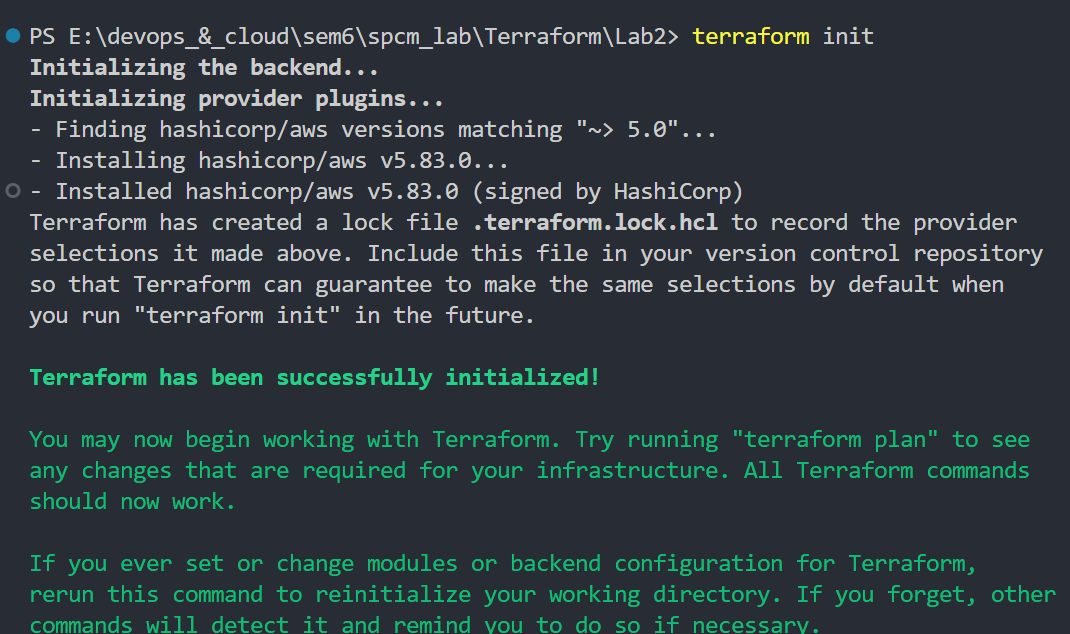 PS E:\devops_&_cloud\sem6\spcm_lab\Terraform\Lab2> terraform init
Initializing the backend...
Initializing provider plugins...
- Finding hashicorp/aws versions matching "~> 5.0"...
- Installing hashicorp/aws v5.83.0...
- Installed hashicorp/aws v5.83.0 (signed by HashiCorp)
Terraform has created a lock file .terraform.lock.hcl to record the provider
selections it made above. Include this file in your version control repository
so that Terraform can guarantee to make the same selections by default when
you run "terraform init" in the future.
Terraform has been successfully initialized!
You may now begin working with Terraform. Try running "terraform plan" to see
any changes that are required for your infrastructure. All Terraform commands
should now work.
If you ever set or change modules or backend configuration for Terraform,
rerun this command to reinitialize your working directory. If you forget, other
commands will detect it and remind you to do so if necessary.